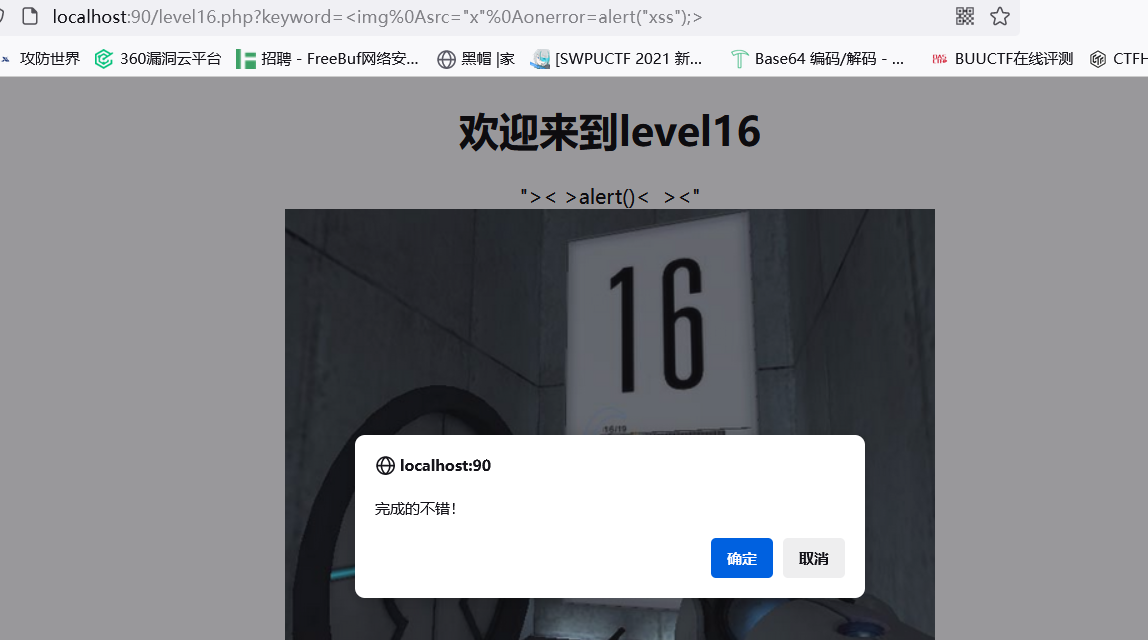 localhost:90/level16.php?keyword=<img%0Asrc="x"%0Aonerror=alert("xss");>
攻防世界 360漏洞云平台 招聘 - FreeBuf网络安... 黑帽 |家 [SWPUCTF 2021 新... Base64 编码/解码 - ... BUUCTF在线评测 CTFH
欢迎来到level16
">< >alert()<  ><"
16
16/19
localhost:90
完成的不错！
确定 取消